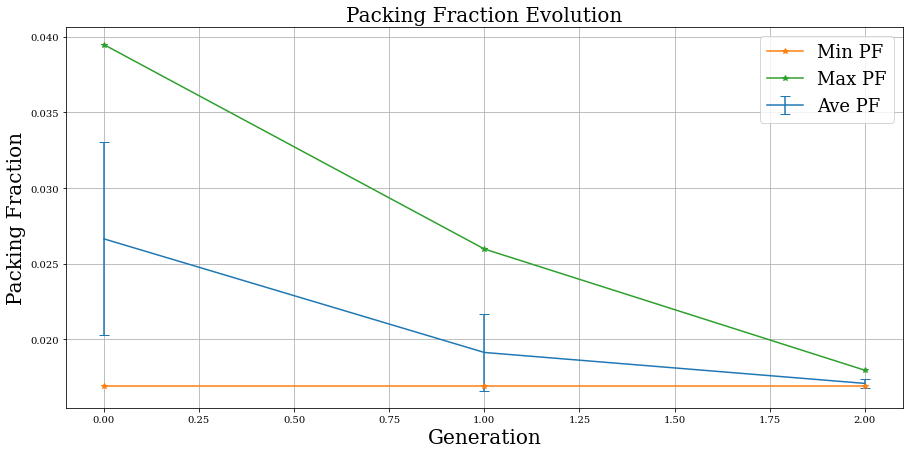 Packing Fraction Evolution
Min PF
Max PF
Ave PF
Packing Fraction
0.040
0.035
0.030
0.025
0.020
0.00 0.25 0.50 0.75 1.00 1.25 1.50 1.75 2.00
Generation